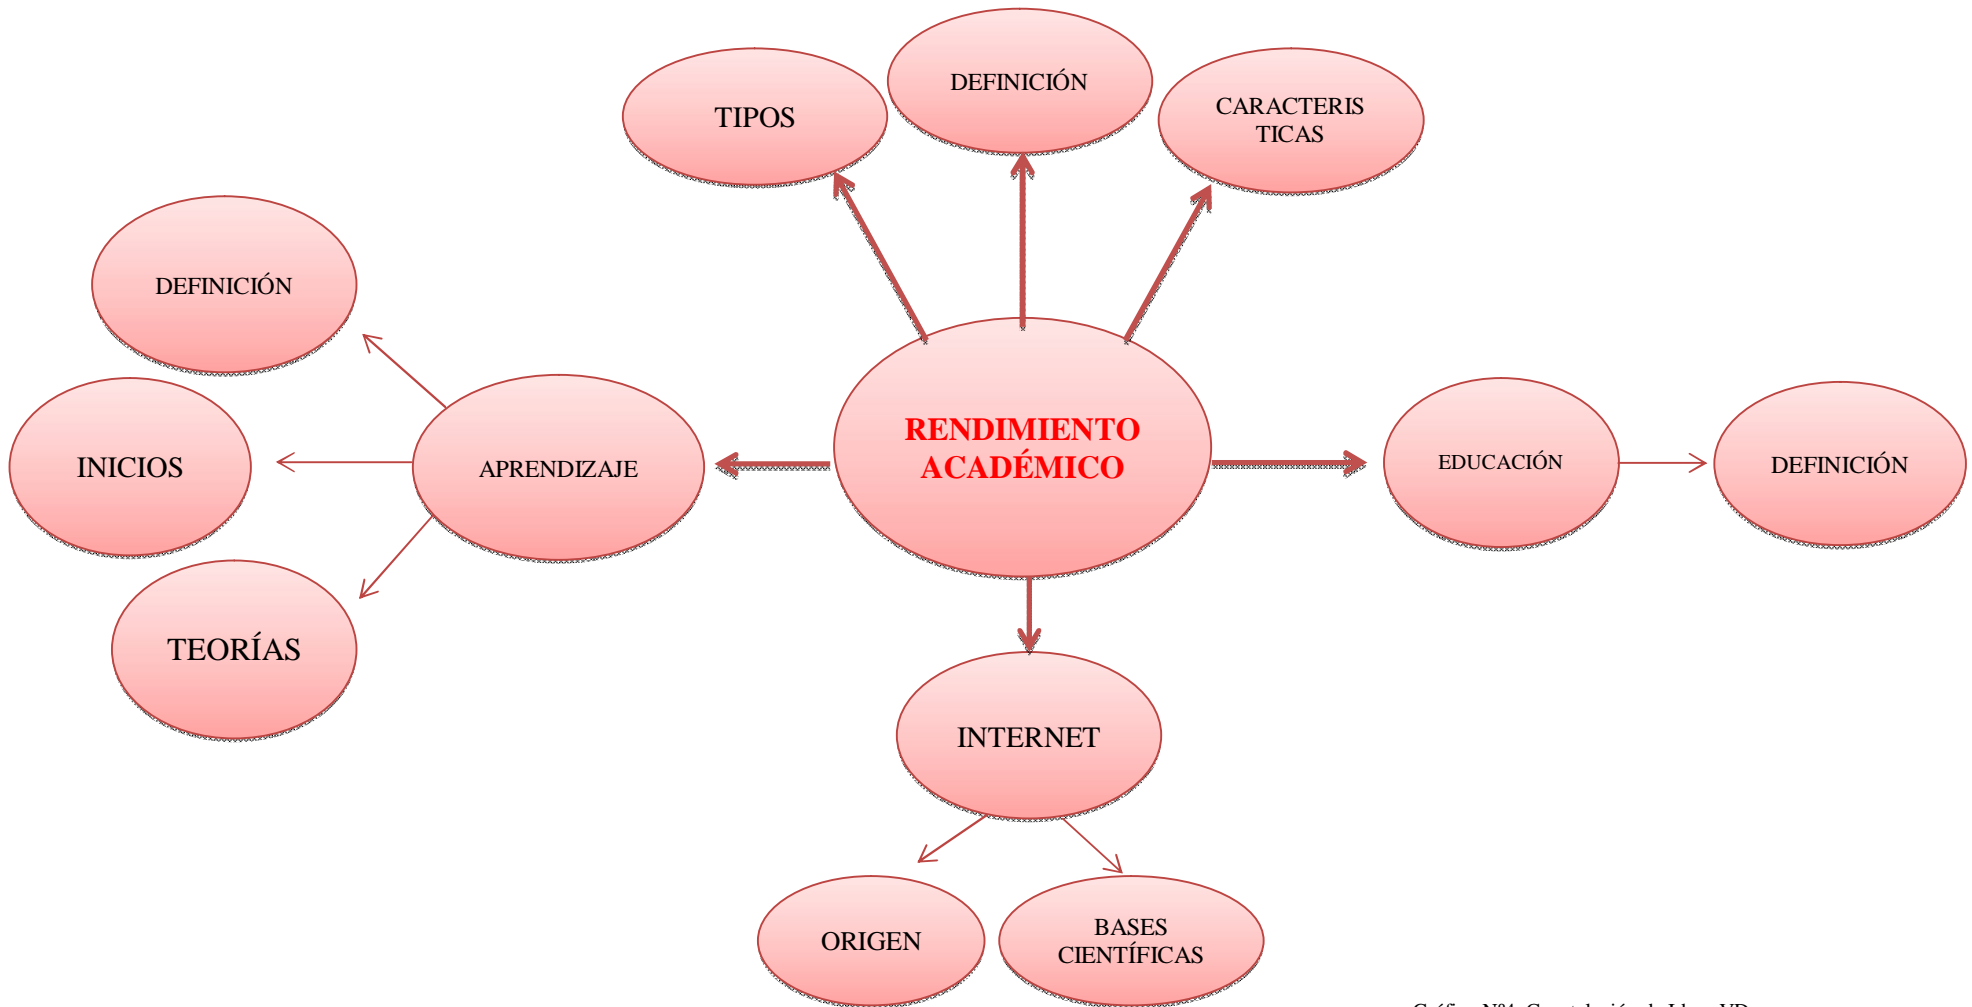 DEFINICIÓN
TIPOS
CARACTERIS
TICAS
DEFINICIÓN
INICIOS
TEORÍAS
APRENDIZAJE
RENDIMIENTO
ACADÉMICO
EDUCACIÓN
DEFINICIÓN
INTERNET
ORIGEN
BASES
CIENTÍFICAS